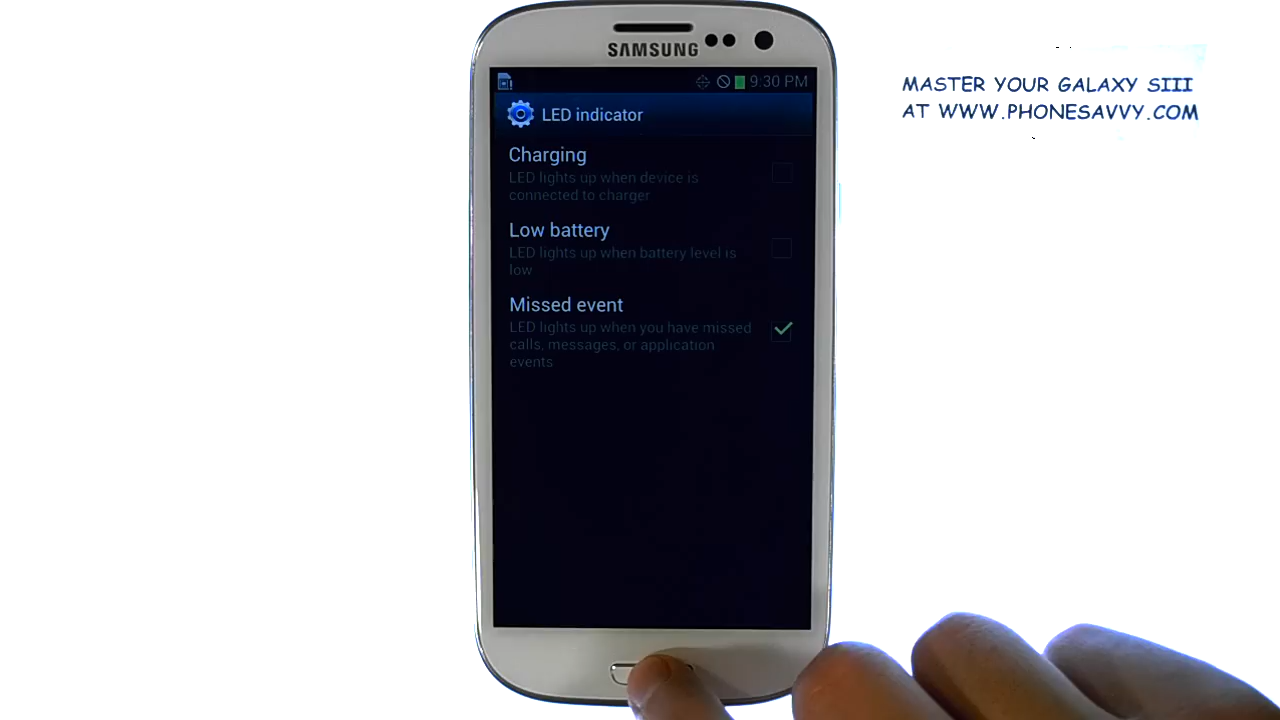 SAMSUNG
9:30 PM
LED indicator
Charging
LED lights up when device is
connected to charger
Low battery
LED lights up when battery level is
low
Missed event
LED lights up when you have missed
calls, messages, or application
events
MASTER YOUR GALAXY SIII
AT WWW.PHONESAVVY.COM